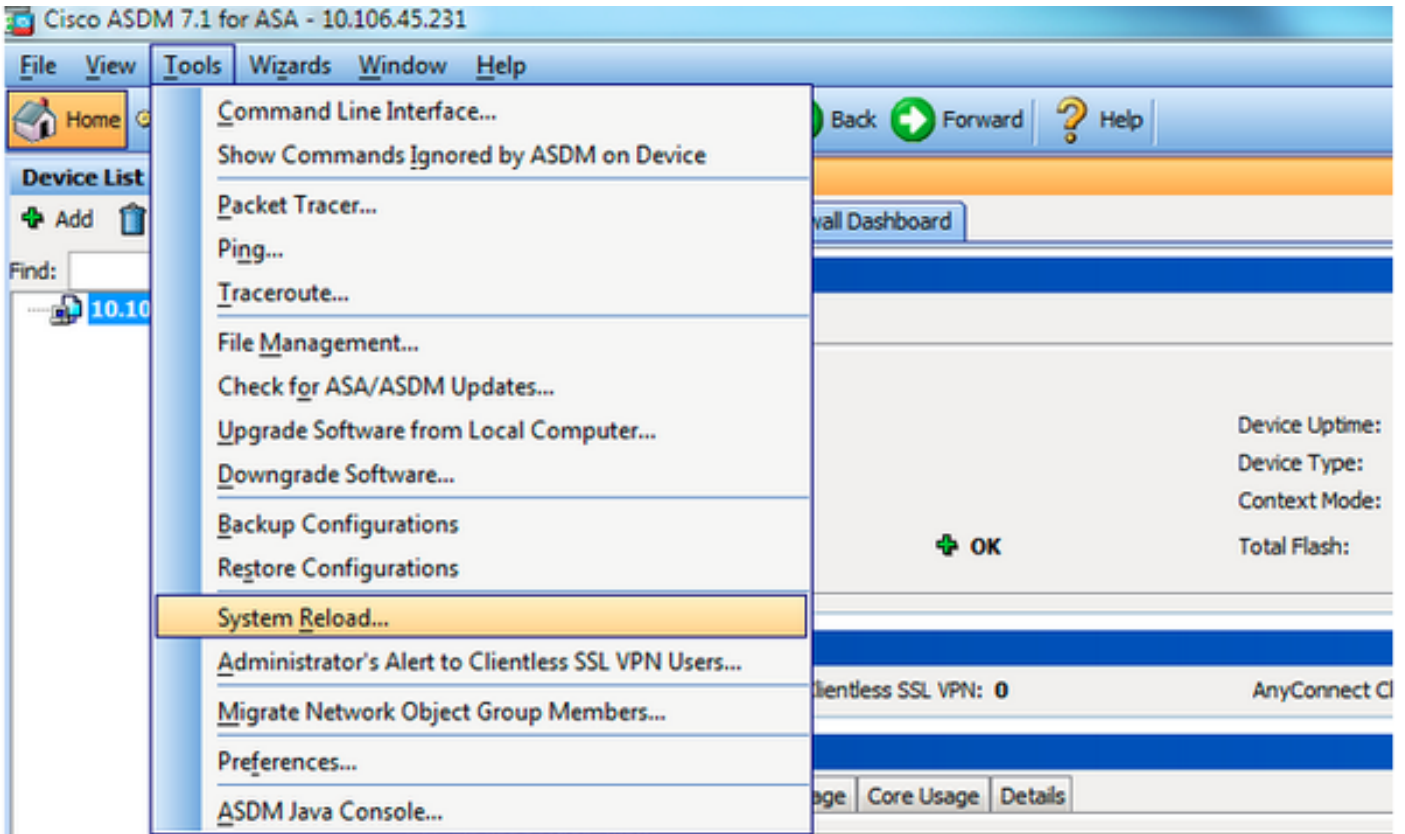 Cisco ASDM 7.1 for ASA - 10.106.45.231
File View Tools Wizards Window Help
Home
Back Forward Help
Command Line Interface...
Show Commands Ignored by ASDM on Device
Packet Tracer...
Ping...
Traceroute...
File Management...
Check for ASA/ASDM Updates...
Upgrade Software from Local Computer...
Downgrade Software...
Backup Configurations
Restore Configurations
System Reload...
Administrator's Alert to Clientless SSL VPN Users...
Migrate Network Object Group Members...
Preferences...
ASDM Java Console...
Device List
Add
Find:
10.10
Dashboard
Device Uptime:
Device Type:
Context Mode:
OK
Total Flash:
SSL VPN: 0
AnyConnect
Core Usage Details